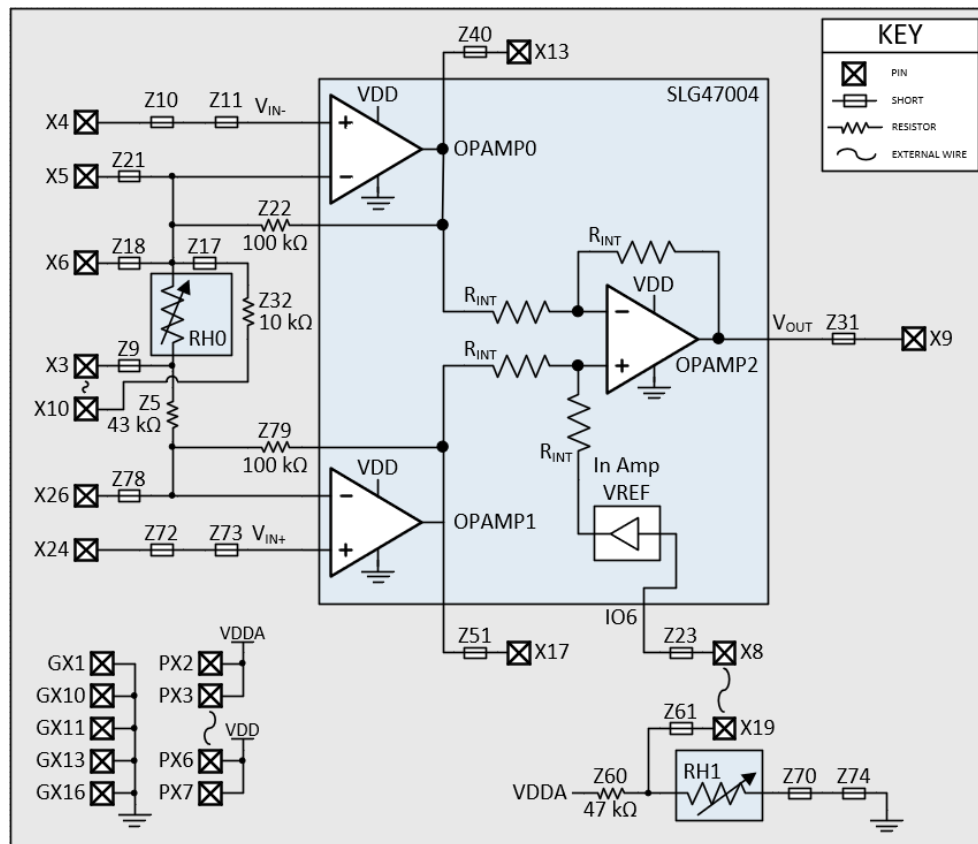 Z40
X13
KEY
PIN
SHORT
RESISTOR
EXTERNAL WIRE
SLG47004
X4
Z10
Z11
VIN-
VDD
+
−
OPAMP0
X5
Z21
Z22
100 kΩ
X6
Z18
Z17
Z32
10 kΩ
RH0
RINT
RINT
VDD
−
+
OPAMP2
VOUT
Z31
X9
X3
Z9
RINT
X10
Z5
43 kΩ
Z79
100 kΩ
RINT
In Amp
VREF
VDD
−
+
OPAMP1
X26
Z78
X24
Z72
Z73
VIN+
IO6
Z51
X17
Z23
X8
GX1
GX10
GX11
GX13
GX16
VDDA
PX2
PX3
VDD
PX6
PX7
Z61
X19
VDDA
Z60
47 kΩ
RH1
Z70
Z74